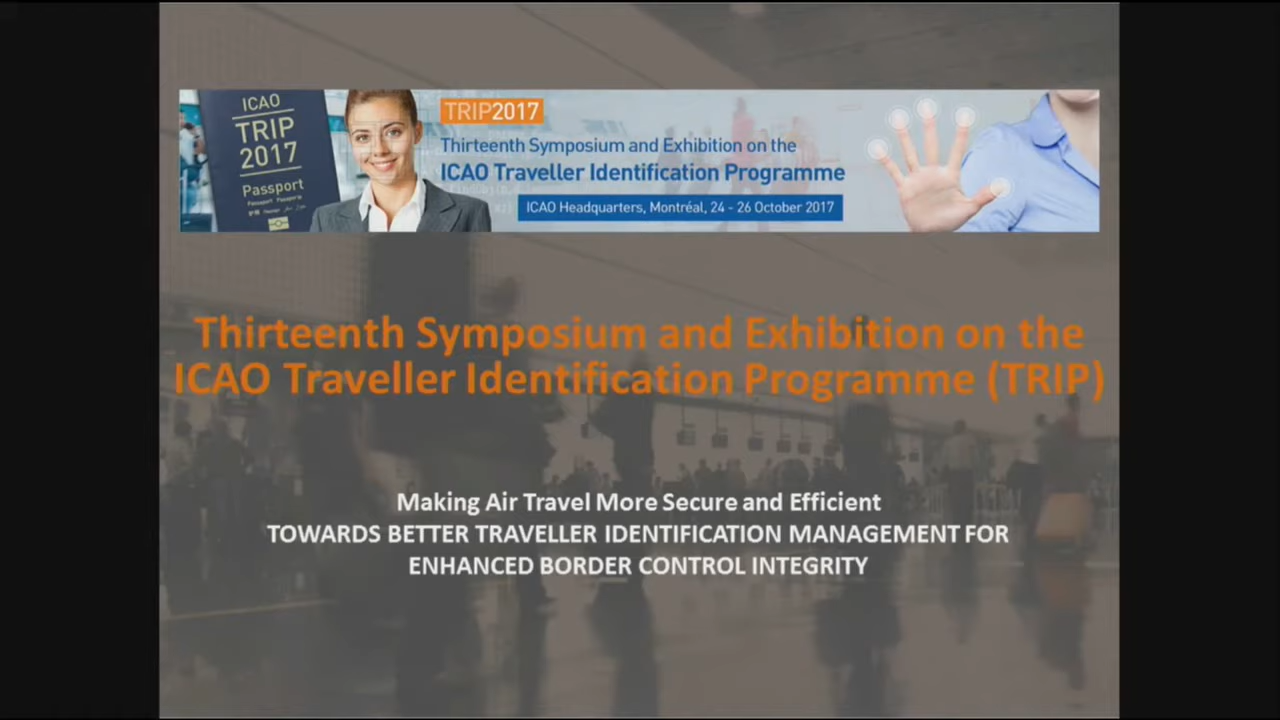 ICAO
TRIP
2017
Passport
TRIP2017
Thirteenth Symposium and Exhibition on the
ICAO Traveller Identification Programme
ICAO Headquarters, Montréal, 24 - 26 October 2017
Thirteenth Symposium and Exhibition on the
ICAO Traveller Identification Programme (TRIP)
Making Air Travel More Secure and Efficient
TOWARDS BETTER TRAVELLER IDENTIFICATION MANAGEMENT FOR
ENHANCED BORDER CONTROL INTEGRITY